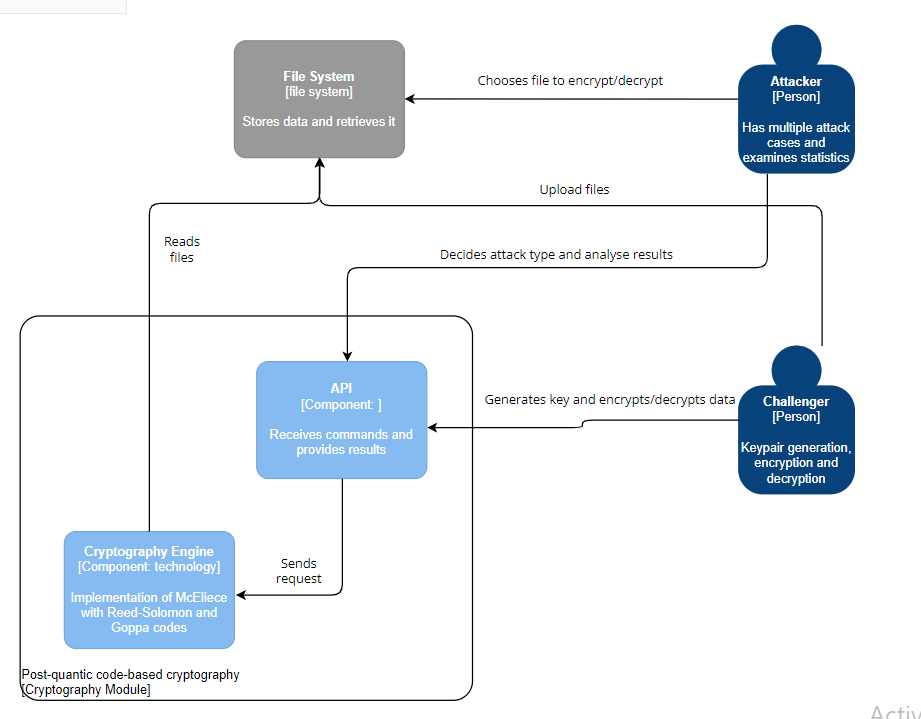 File System
[file system]
Stores data and retrieves it
Chooses file to encrypt/decrypt
Attacker
[Person]
Has multiple attack
cases and
examines statistics
Upload files
Reads
files
Decides attack type and analyse results
API
[Component: ]
Receives commands and
provides results
Generates key and encrypts/decrypts data
Challenger
[Person]
Keypair generation,
encryption and
decryption
Cryptography Engine
[Component: technology]
Implementation of McEliece
with Reed-Solomon and
Goppa codes
Sends
request
Post-quantic code-based cryptography
[Cryptography Module]